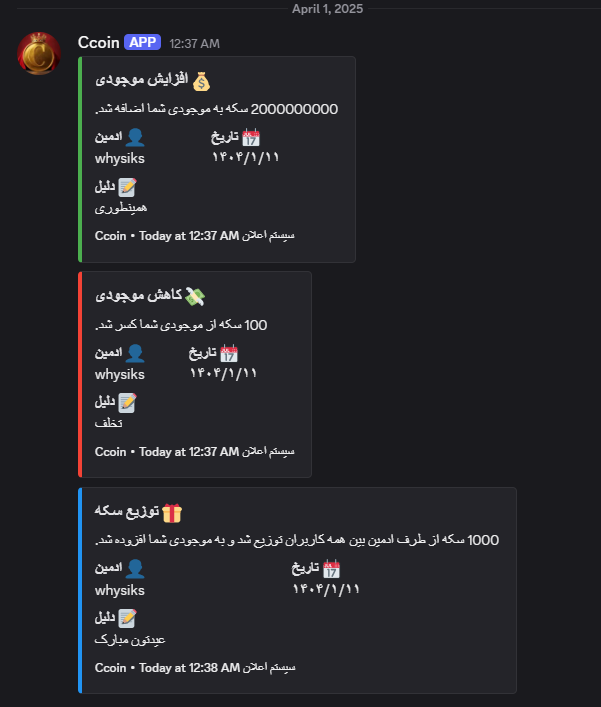 April 1, 2025
Ccoin APP 12:37 AM
💰 افزایش موجودی
2000000000 سکه به موجودی شما اضافه شد.
👤 ادمین
whysiks
📅 تاریخ
۱۴۰۴/۱/۱۱
📝 دلیل
همینطوری
Ccoin • Today at 12:37 AM سیستم اعلان
💸 کاهش موجودی
100 سکه از موجودی شما کسر شد.
👤 ادمین
whysiks
📅 تاریخ
۱۴۰۴/۱/۱۱
📝 دلیل
تخلف
Ccoin • Today at 12:37 AM سیستم اعلان
🎁 توزیع سکه
1000 سکه از طرف ادمین بین همه کاربران توزیع شد و به موجودی شما افزوده شد.
👤 ادمین
whysiks
📅 تاریخ
۱۴۰۴/۱/۱۱
📝 دلیل
عیدتون مبارک
Ccoin • Today at 12:38 AM سیستم اعلان